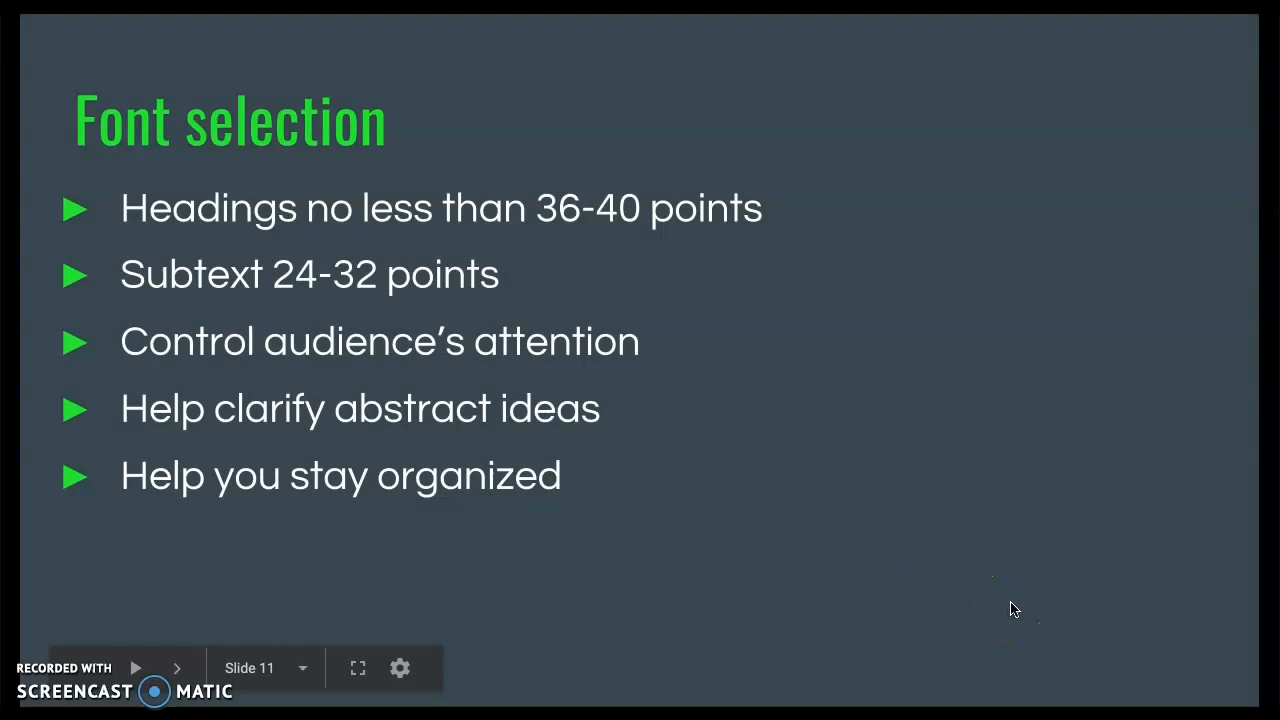 Font selection
Headings no less than 36-40 points
Subtext 24-32 points
Control audience’s attention
Help clarify abstract ideas
Help you stay organized
Slide 11
RECORDED WITH
SCREENCAST MATIC